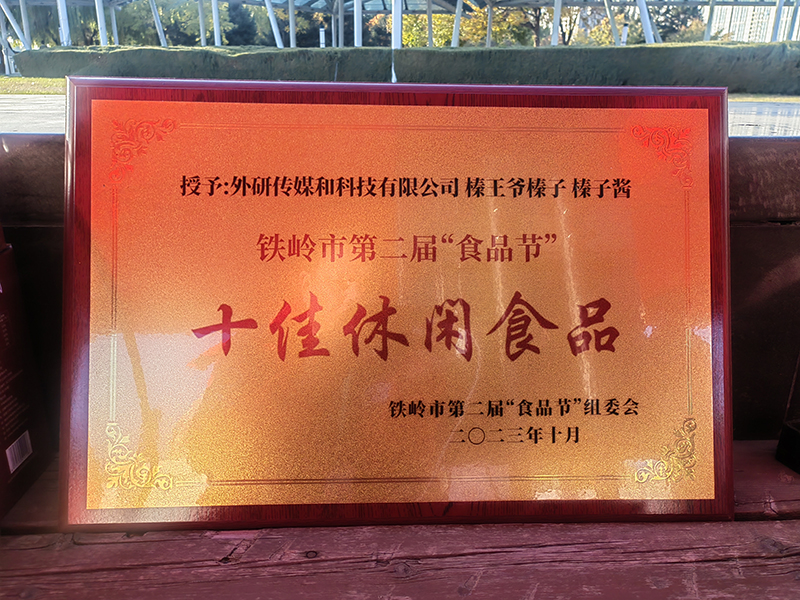 授予:外研传媒和科技有限公司 榛王爷榛子 榛子酱
铁岭市第二届“食品节”
十佳休闲食品
铁岭市第二届“食品节”组委会
二〇二三年十月